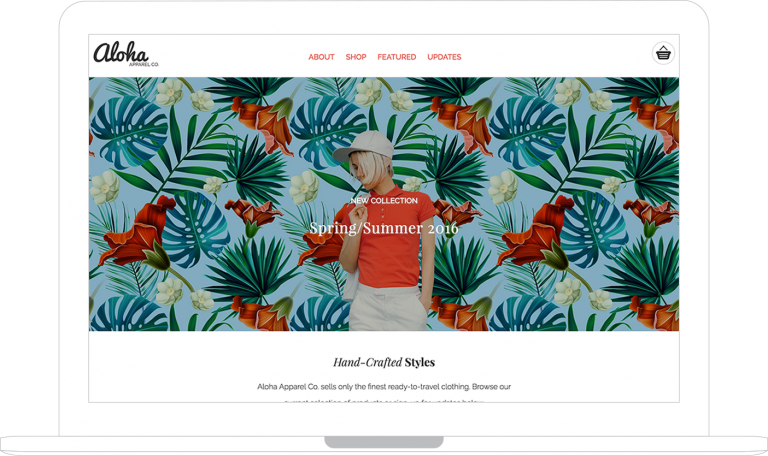 Aloha
APPAREL CO.
ABOUT SHOP FEATURED UPDATES
NEW COLLECTION
Spring/Summer 2016
Hand-Crafted Styles
Aloha Apparel Co. sells only the finest ready-to-travel clothing. Browse our